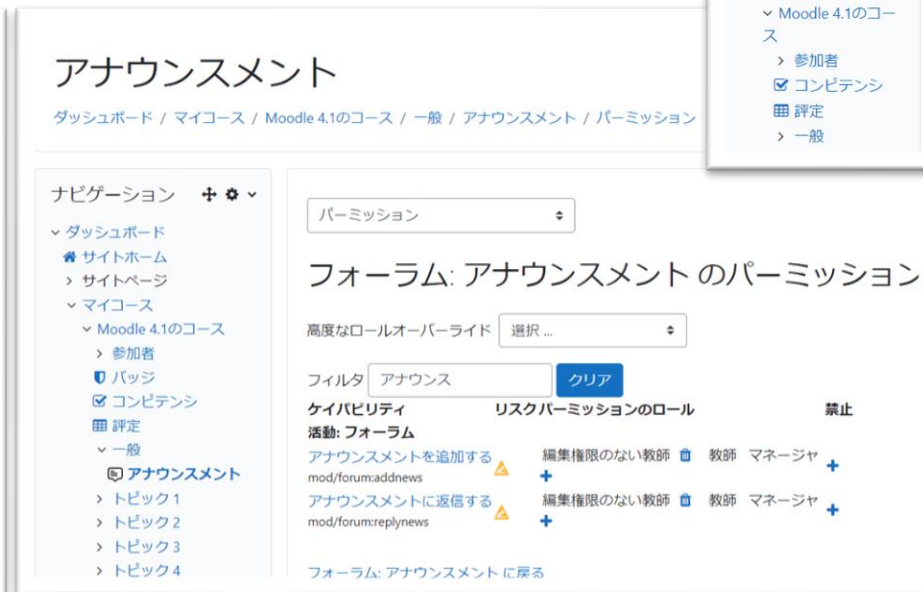 Moodle 4.1のコー
ス
参加者
コンピテンシ
評定
一般
アナウンスメント
ダッシュボード / マイコース / Moodle 4.1のコース / 一般 / アナウンスメント / パーミッション
ナビゲーション
ダッシュボード
サイトホーム
サイトページ
マイコース
Moodle 4.1のコース
参加者
バッジ
コンピテンシ
評定
一般
アナウンスメント
トピック 1
トピック 2
トピック 3
トピック 4
パーミッション
フォーラム: アナウンスメント のパーミッション
高度なロールオーバーライド 選択 ...
フィルタ アナウンス クリア
ケイパビリティ リスク パーミッションのロール 禁止
活動: フォーラム
アナウンスメントを追加する 編集権限のない教師 教師 マネージャ
mod/forum:addnews
アナウンスメントに返信する 編集権限のない教師 教師 マネージャ
mod/forum:replynews
フォーラム: アナウンスメント に戻る